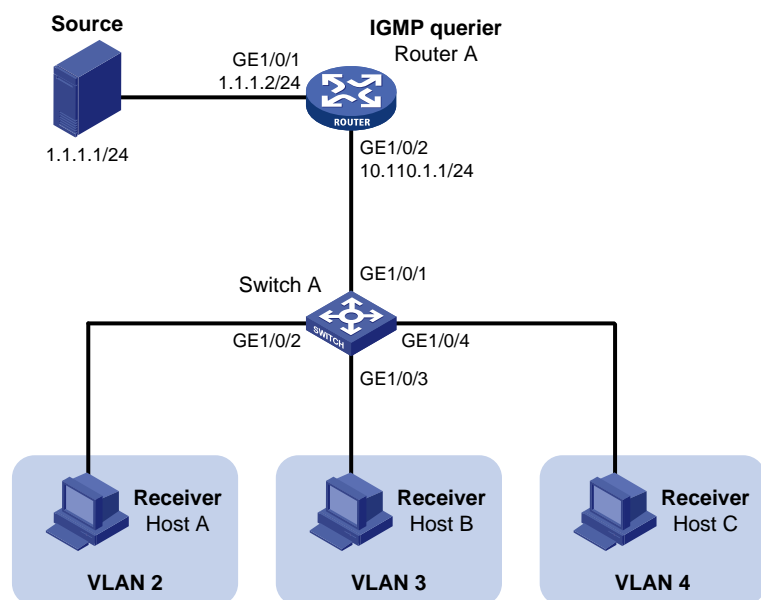 Source
IGMP querier
Router A
GE1/0/1
1.1.1.2/24
ROUTER
1.1.1.1/24
GE1/0/2
10.110.1.1/24
GE1/0/1
Switch A
SWITCH
GE1/0/2
GE1/0/4
GE1/0/3
Receiver
Host A
VLAN 2
Receiver
Host B
VLAN 3
Receiver
Host C
VLAN 4